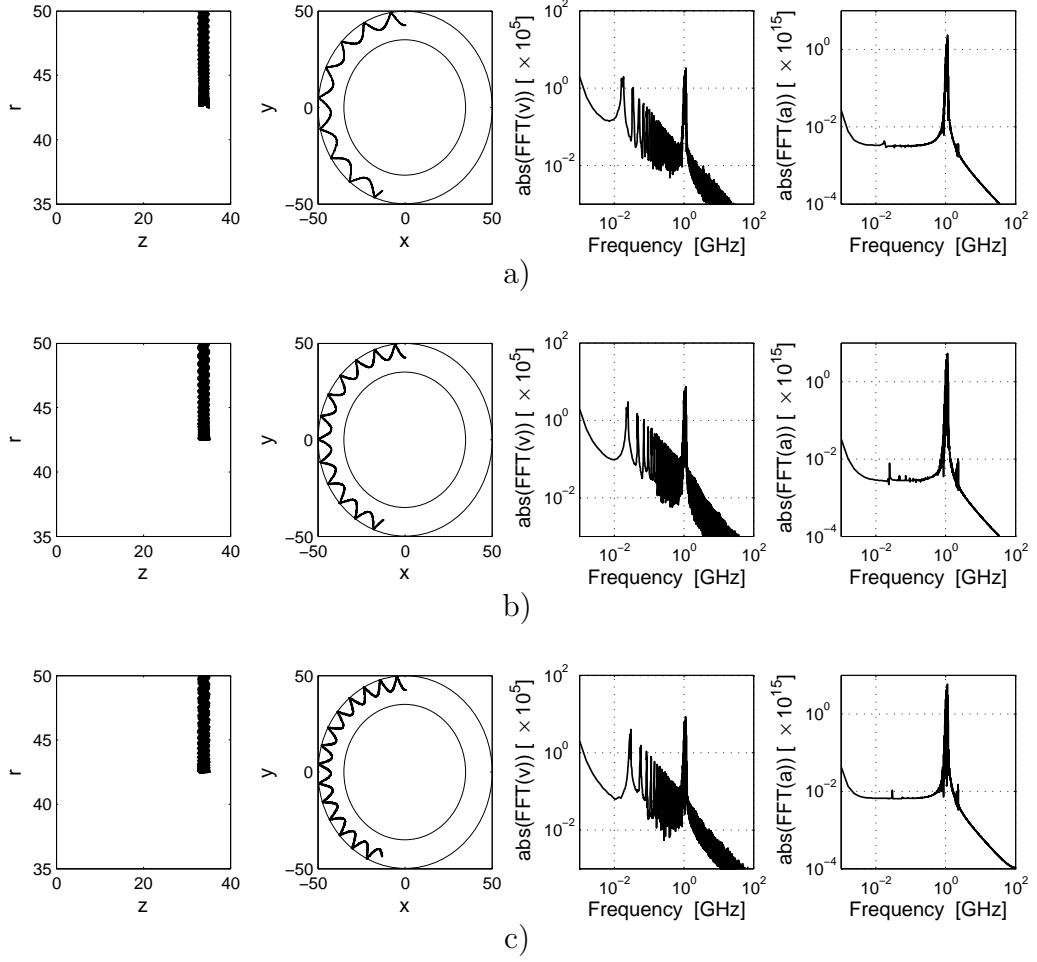 50
45
40
35
r
0
20
40
z
50
0
−50
y
−50
0
50
x
10^2
10^0
10^−2
abs(FFT(v)) [ × 10^5]
10^−2
10^0
10^2
Frequency [GHz]
10^0
10^−2
10^−4
abs(FFT(a)) [ × 10^15]
10^−2
10^0
10^2
Frequency [GHz]
a)
50
45
40
35
r
0
20
40
z
50
0
−50
y
−50
0
50
x
10^2
10^0
10^−2
abs(FFT(v)) [ × 10^5]
10^−2
10^0
10^2
Frequency [GHz]
10^0
10^−2
10^−4
abs(FFT(a)) [ × 10^15]
10^−2
10^0
10^2
Frequency [GHz]
b)
50
45
40
35
r
0
20
40
z
50
0
−50
y
−50
0
50
x
10^2
10^0
10^−2
abs(FFT(v)) [ × 10^5]
10^−2
10^0
10^2
Frequency [GHz]
10^0
10^−2
10^−4
abs(FFT(a)) [ × 10^15]
10^−2
10^0
10^2
Frequency [GHz]
c)